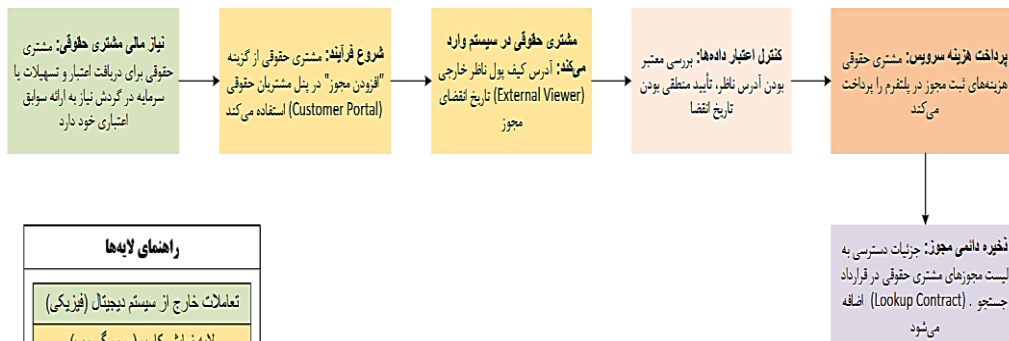 نیاز مالی مشتری حقوقی: مشتری
حقوقی برای دریافت اعتبار و تسهیلات یا
سرمایه در گردش نیاز به ارائه سوابق
اعتباری خود دارد
شروع فرآیند: مشتری حقوقی از گزینه
"افزودن مجوز" در پنل مشتریان حقوقی
(Customer Portal) استفاده می‌کند
مشتری حقوقی در سیستم وارد
می‌کند: آدرس کیف پول ناظر خارجی
(External Viewer) تاریخ انقضای
مجوز
کنترل اعتبار داده‌ها: بررسی معتبر
بودن آدرس ناظر، تأیید منطقی بودن
تاریخ انقضا
پرداخت هزینه سرویس: مشتری حقوقی
هزینه‌های ثبت مجوز در پلتفرم را پرداخت
می‌کند
ذخیره دائمی مجوز: جزئیات دسترسی به
لیست مجوزهای مشتری حقوقی در قرارداد
جستجو . (Lookup Contract) اضافه
می‌شود
راهنمای لایه‌ها
تعاملات خارج از سیستم دیجیتال (فیزیکی)